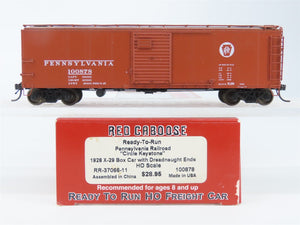 PENNSYLVANIA
100878
RED CABOOSE
Ready-To-Run
Pennsylvania Railroad
"Circle Keystone"
1928 X-29 Box Car with Dreadnaught Ends
HO Scale
RR-37066-11
100878
Assembled in China
$28.95
Made in USA
Recommended for ages 8 and up
READY TO RUN HO FREIGHT CAR